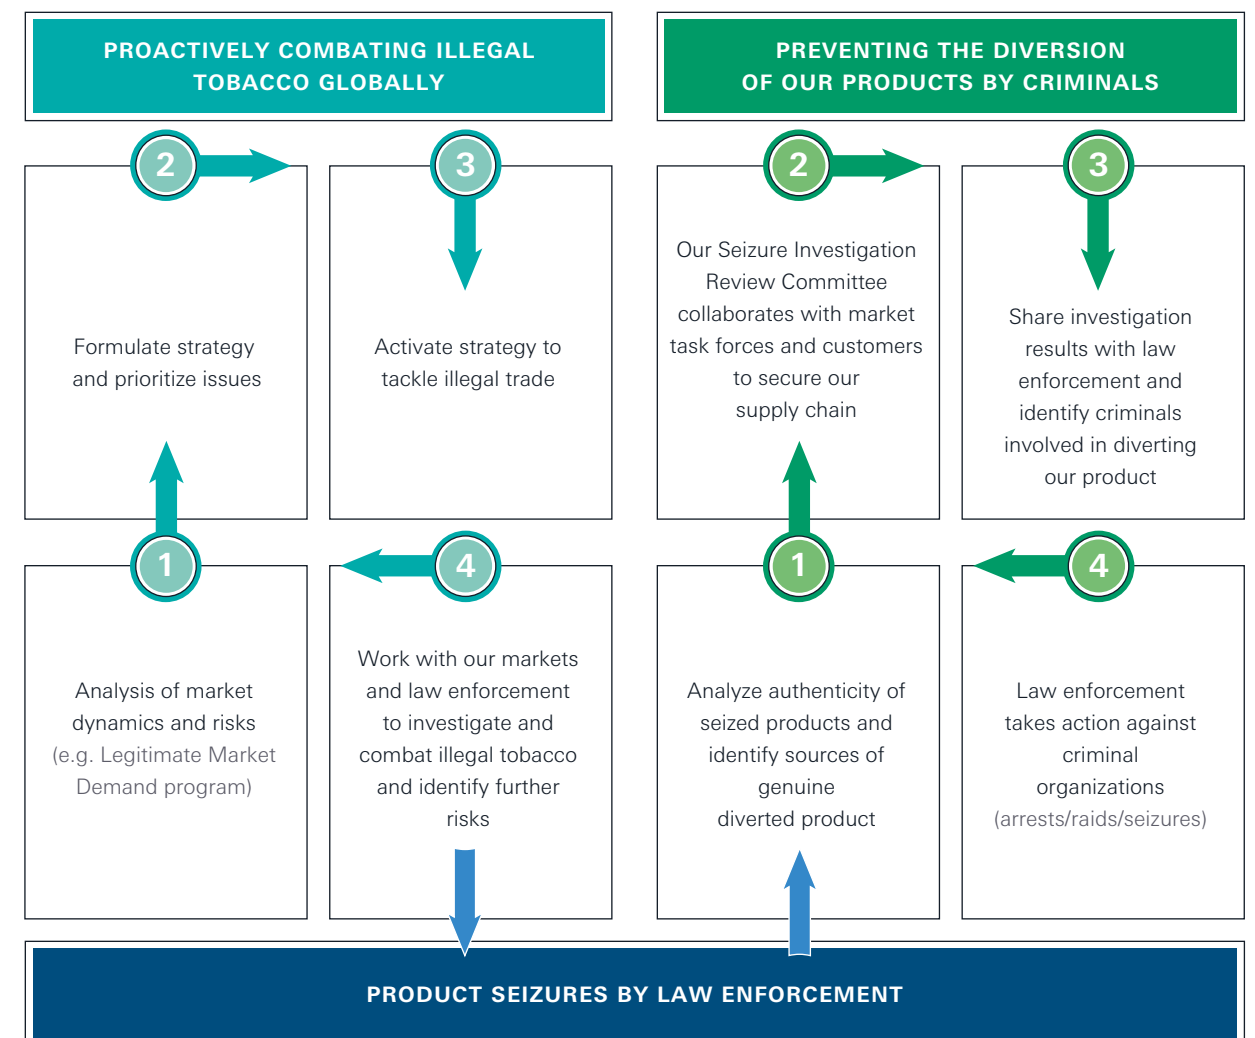 PROACTIVELY COMBATING ILLEGAL
TOBACCO GLOBALLY
2
Formulate strategy
and prioritize issues
3
Activate strategy to
tackle illegal trade
1
Analysis of market
dynamics and risks
(e.g. Legitimate Market
Demand program)
4
Work with our markets
and law enforcement
to investigate and
combat illegal tobacco
and identify further
risks
PREVENTING THE DIVERSION
OF OUR PRODUCTS BY CRIMINALS
2
Our Seizure Investigation
Review Committee
collaborates with market
task forces and customers
to secure our
supply chain
3
Share investigation
results with law
enforcement and
identify criminals
involved in diverting
our product
1
Analyze authenticity of
seized products and
identify sources of
genuine
diverted product
4
Law enforcement
takes action against
criminal
organizations
(arrests/raids/seizures)
PRODUCT SEIZURES BY LAW ENFORCEMENT